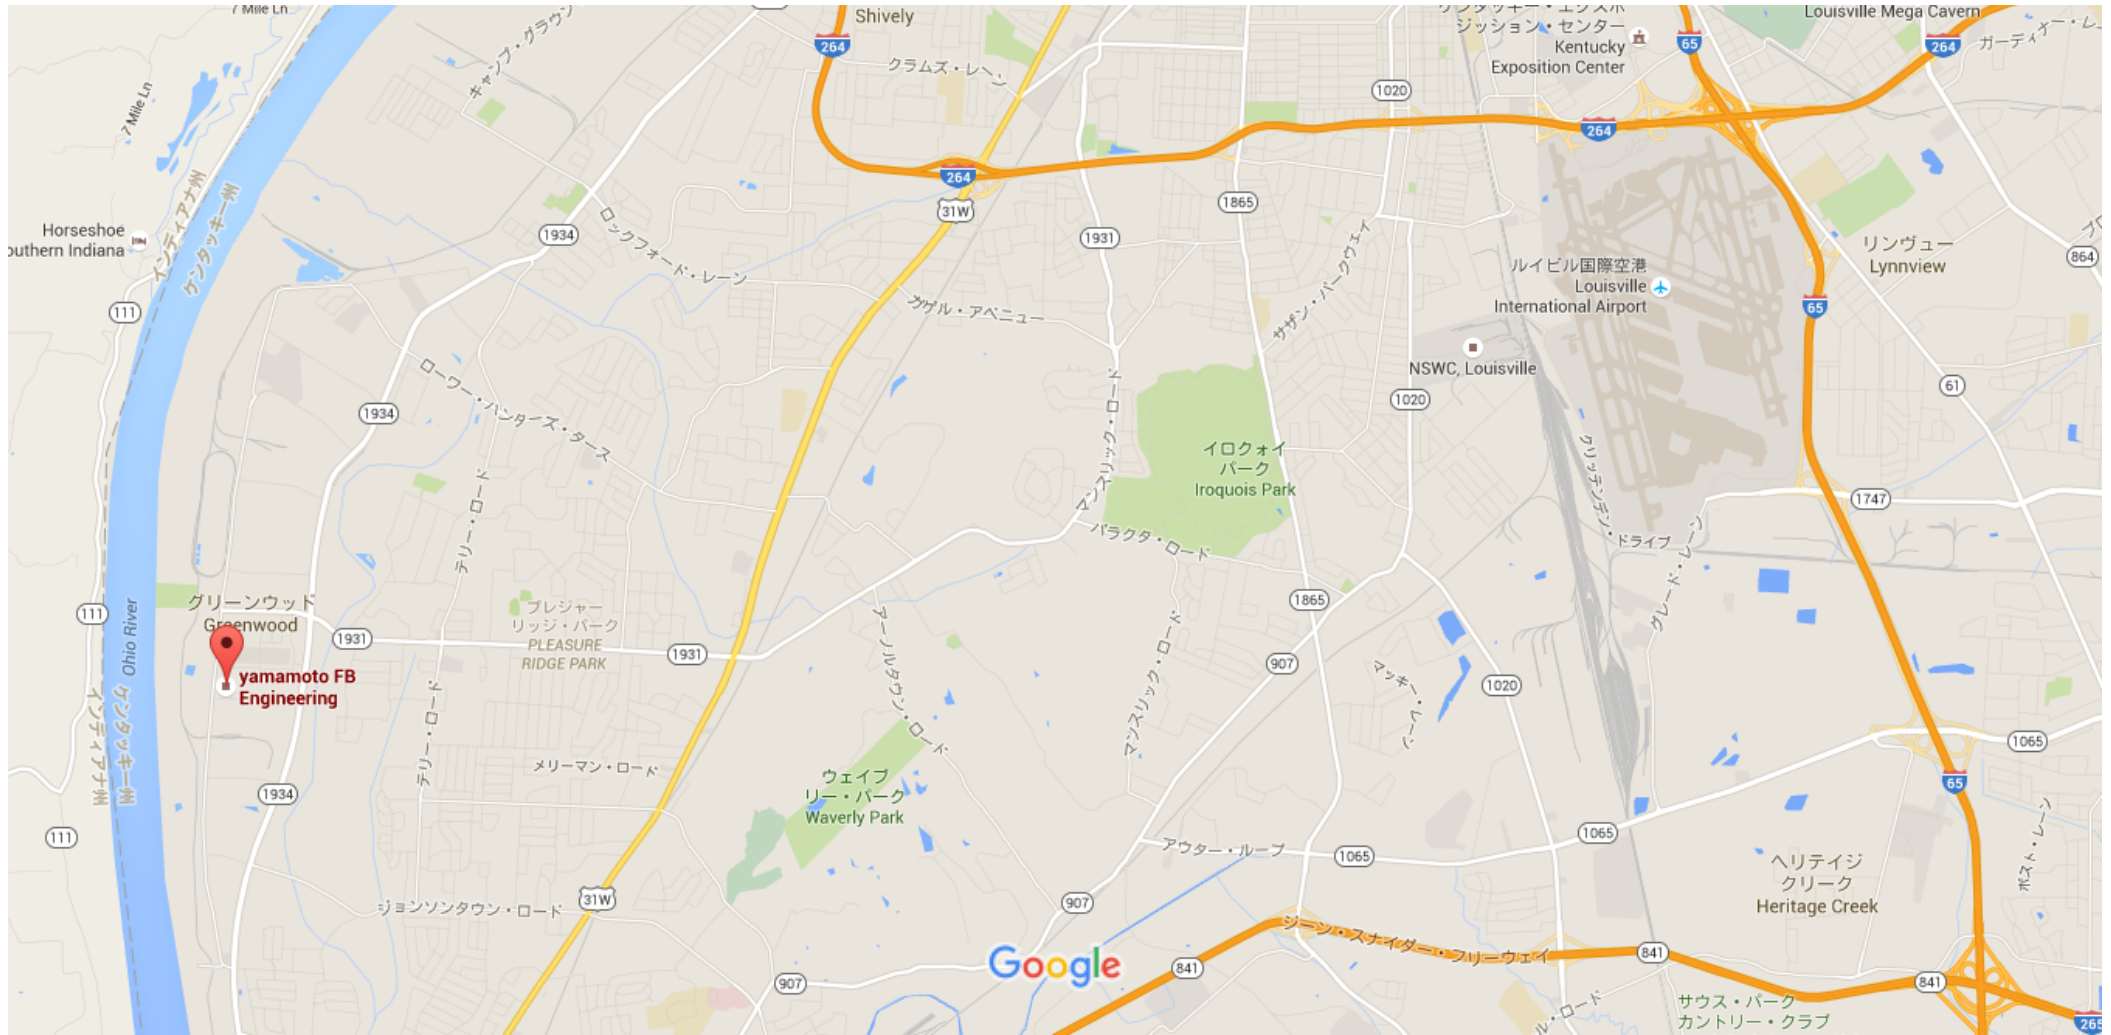 7 Mile Ln
キャンプ・グラウン
Shively
264
クラムズ・レーン
ケンタッキー・エクスポ
ジッション・センター
Kentucky
Exposition Center
65
Louisville Mega Cavern
264
ガーディナー・レー
7 Mile Ln
1020
264
264
31W
1934
ロックフォード・レーン
1931
1865
サザン・パークウェイ
Horseshoe
outhern Indiana
インディアナ州
ケンタッキー州
111
ルイビル国際空港
Louisville
International Airport
リンヴュー
Lynnview
864
65
ガゲル・アベニュー
NSWC, Louisville
61
1934
ローワー・ハンターズ・タース
マンスリック・ロード
1020
イロクォイ
パーク
Iroquois Park
クリッテンデン・ドライブ
1747
テリー・ロード
パラクタ・ロード
グレード・レーン
グリーンウッド
Greenwood
111
Ohio River
1931
プレジャー
リッジ・パーク
PLEASURE
RIDGE PARK
1931
アーノルタウン・ロード
1865
907
マンスリック・ロード
1020
yamamoto FB
Engineering
インディアナ州
ケンタッキー州
テリー・ロード
メリーマン・ロード
ウェイブ
リー・パーク
Waverly Park
1934
111
1065
65
1065
アウター・ループ
1065
ヘリテイジ
クリーク
Heritage Creek
ポスト・レーン
ジョンソンタウン・ロード
31W
907
ジーン・スナイダー・フリーウェイ
Google
841
841
841
907
ル・ロード
サウス・パーク
カントリー・クラブ
265